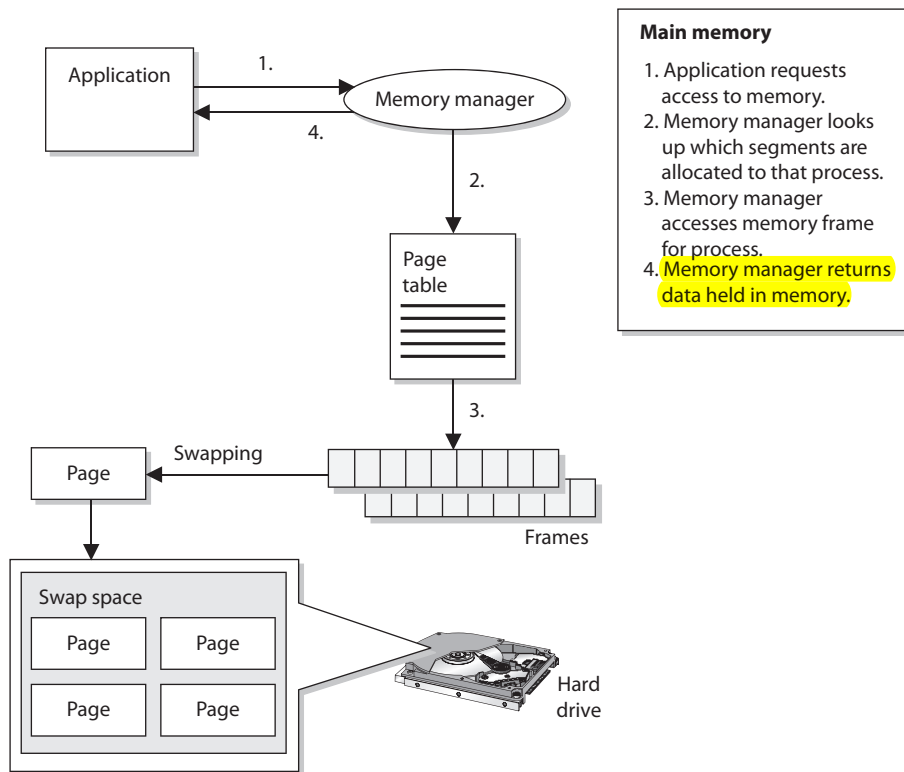 Application
1.
Memory manager
4.
2.
Page
table
3.
Swapping
Page
Frames
Swap space
Page
Page
Page
Page
Hard
drive
Main memory
1. Application requests
access to memory.
2. Memory manager looks
up which segments are
allocated to that process.
3. Memory manager
accesses memory frame
for process.
4. Memory manager returns
data held in memory.